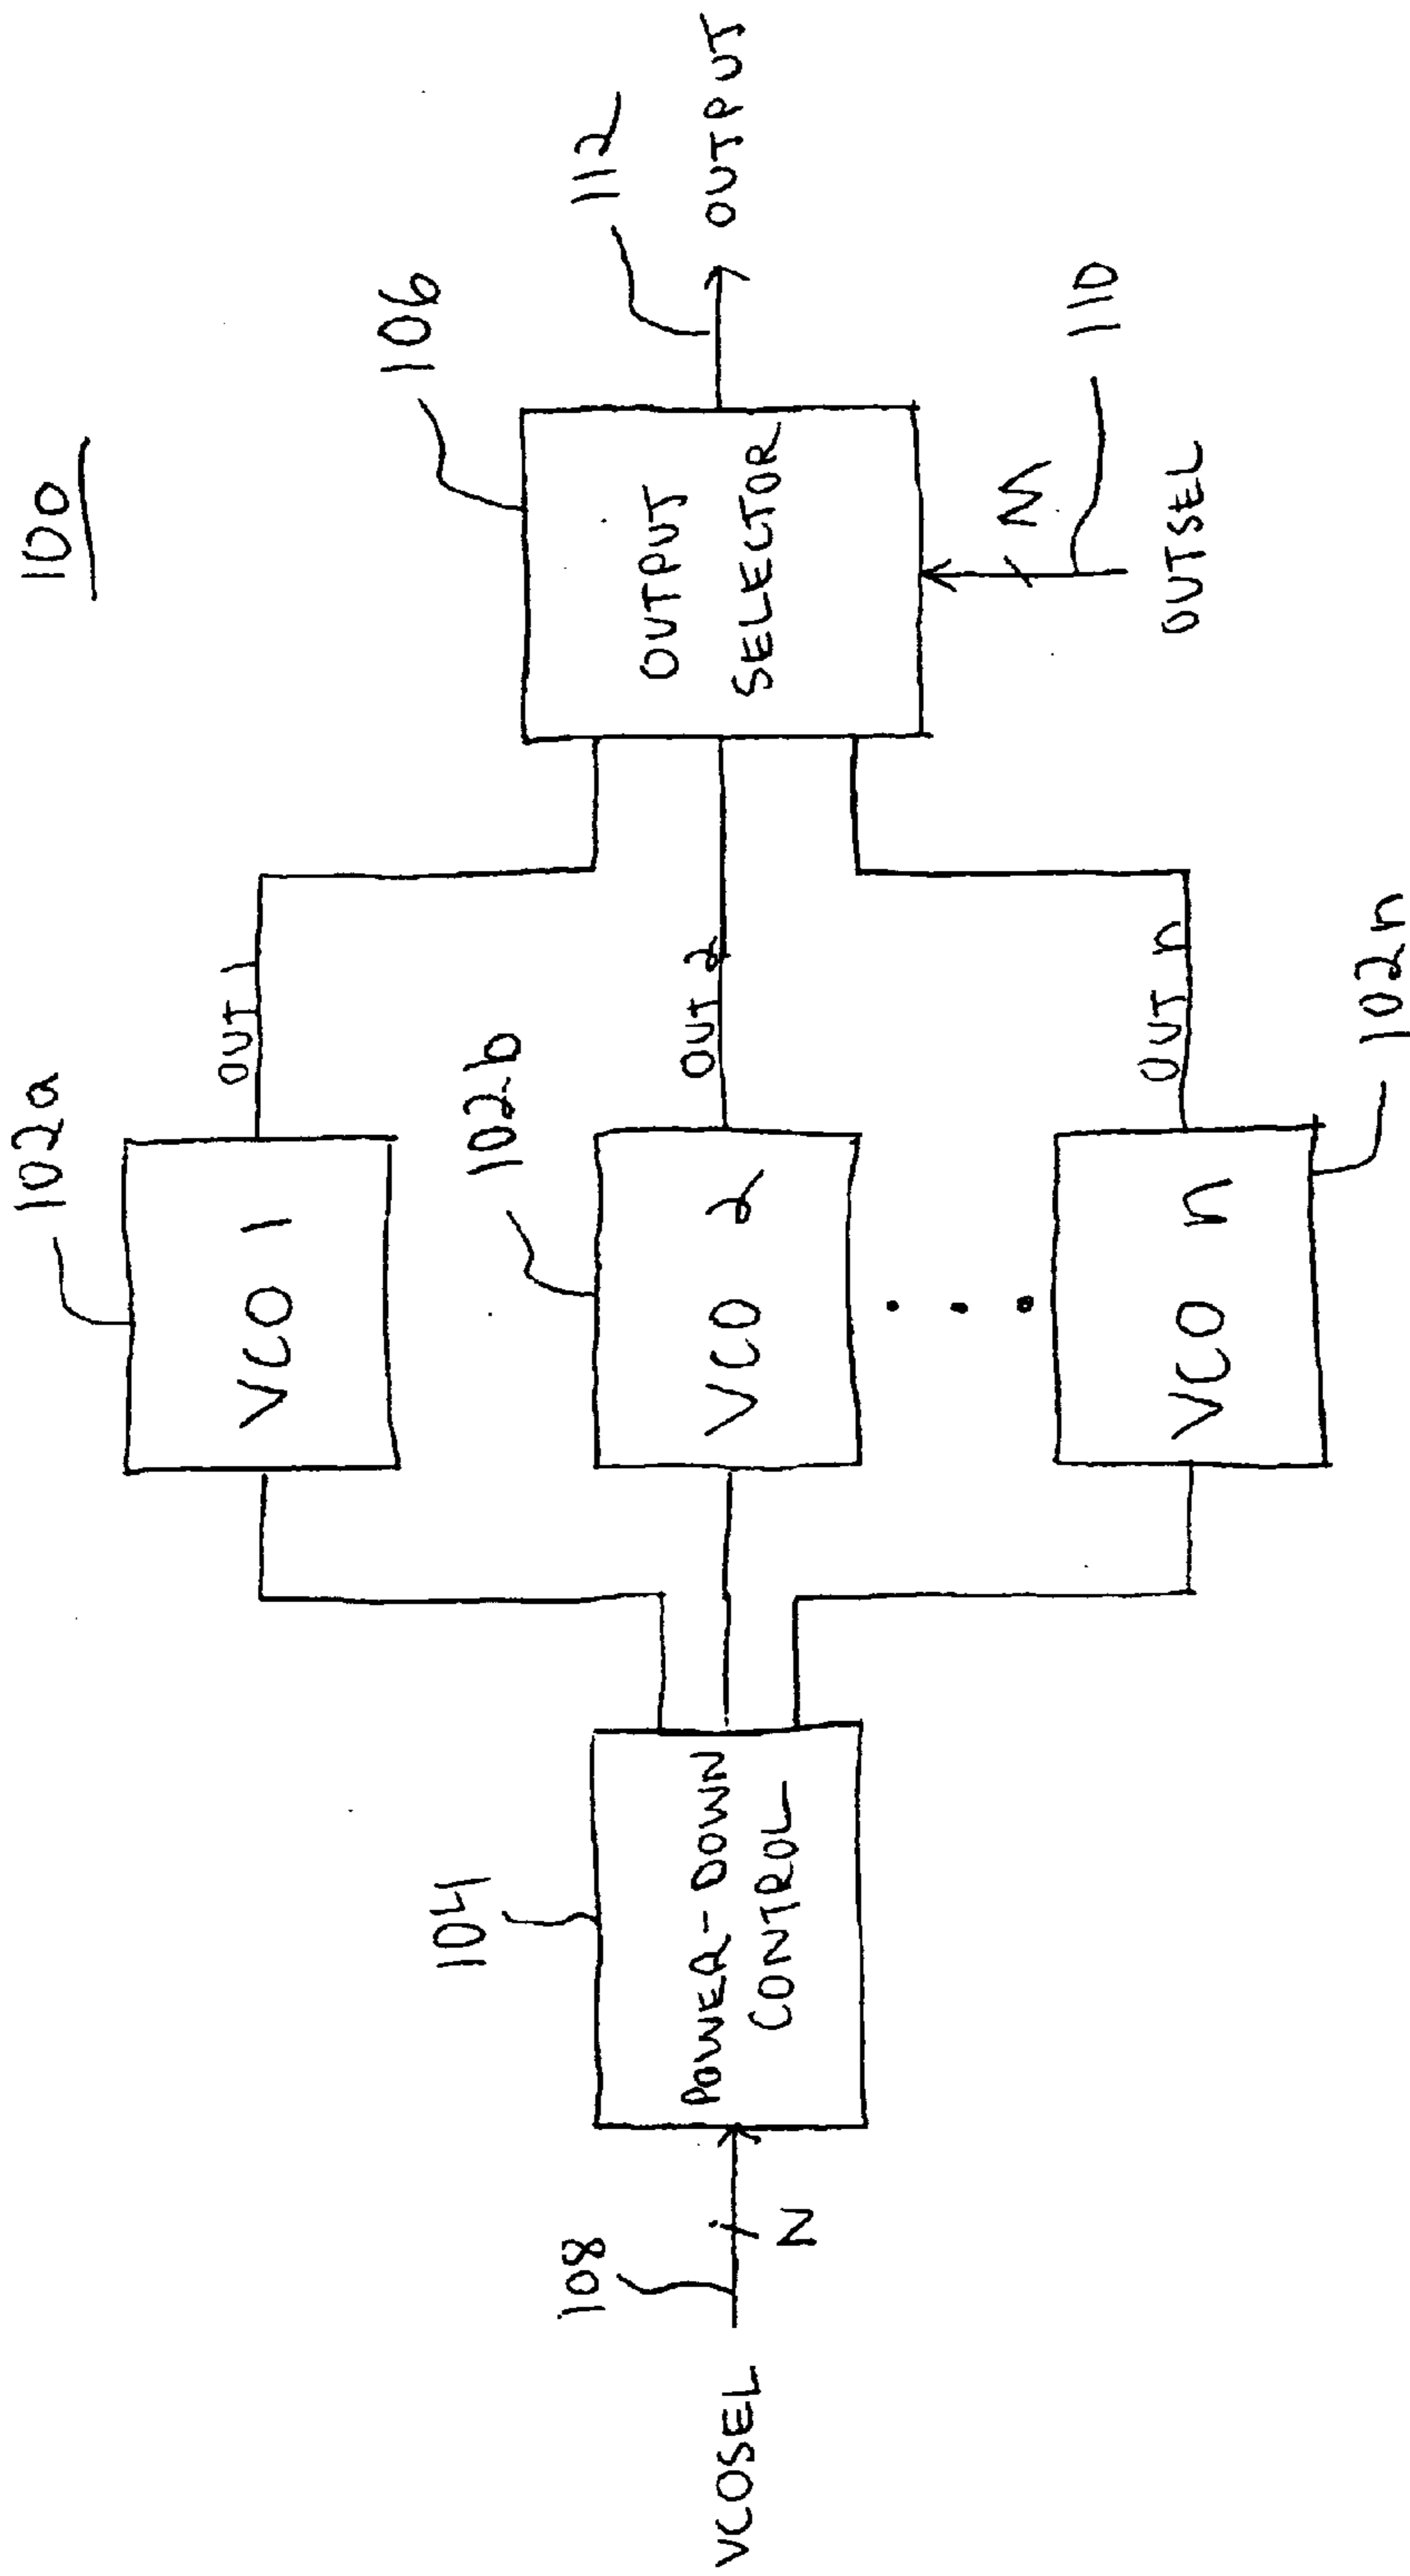 100
102a
VCO 1
OUT 1
102b
VCO 2
OUT 2
102n
VCO n
OUT n
104
POWER-DOWN
CONTROL
108
N
VCOSEL
106
OUTPUT
SELECTOR
112
OUTPUT
M
110
OUTSEL